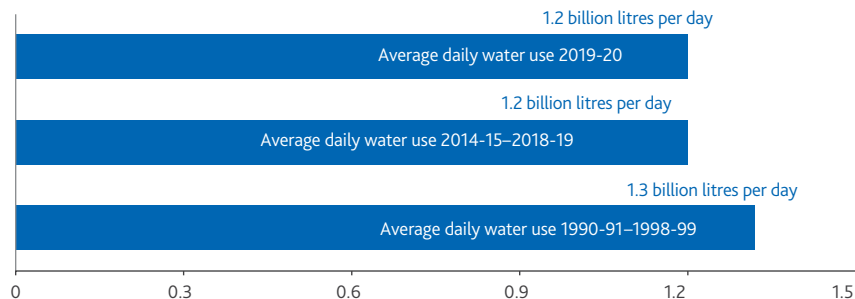 1.2 billion litres per day
Average daily water use 2019-20
1.2 billion litres per day
Average daily water use 2014-15–2018-19
1.3 billion litres per day
Average daily water use 1990-91–1998-99
0 0.3 0.6 0.9 1.2 1.5